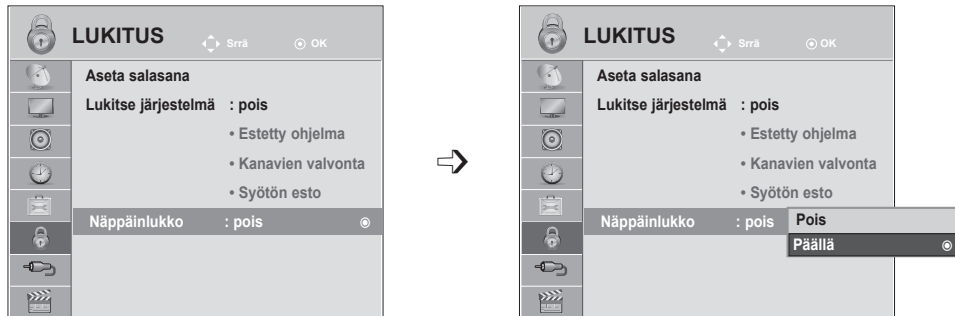 LUKITUS Srrä OK
Aseta salasana
Lukitse järjestelmä : pois
• Estetty ohjelma
• Kanavien valvonta
• Syötön esto
Näppäinlukko : pois
LUKITUS Srrä OK
Aseta salasana
Lukitse järjestelmä : pois
• Estetty ohjelma
• Kanavien valvonta
• Syötön esto
Näppäinlukko : pois
Pois
Päällä